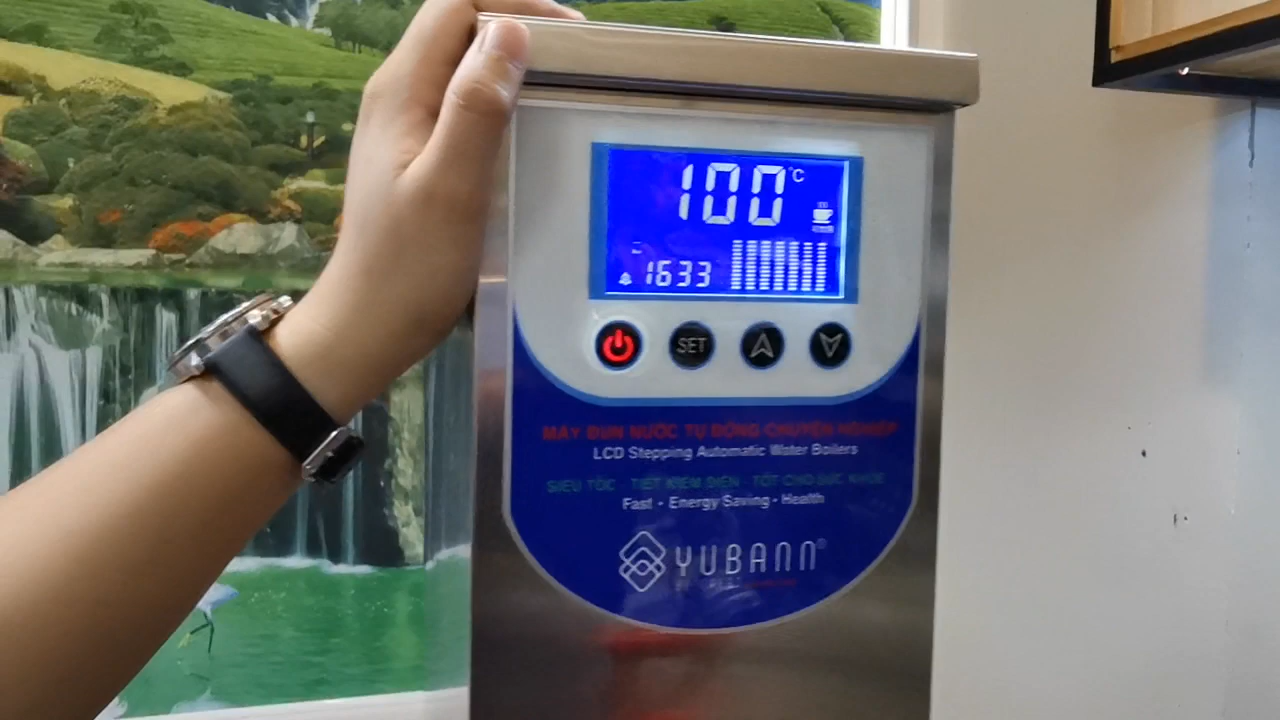 100 °C
1633
SET
MÁY ĐUN NƯỚC TỰ ĐỘNG CHUYÊN NGHIỆP
LCD Stepping Automatic Water Boilers
SIÊU TỐC - TIẾT KIỆM ĐIỆN - TỐT CHO SỨC KHỎE
Fast - Energy Saving - Health
YUBANN®